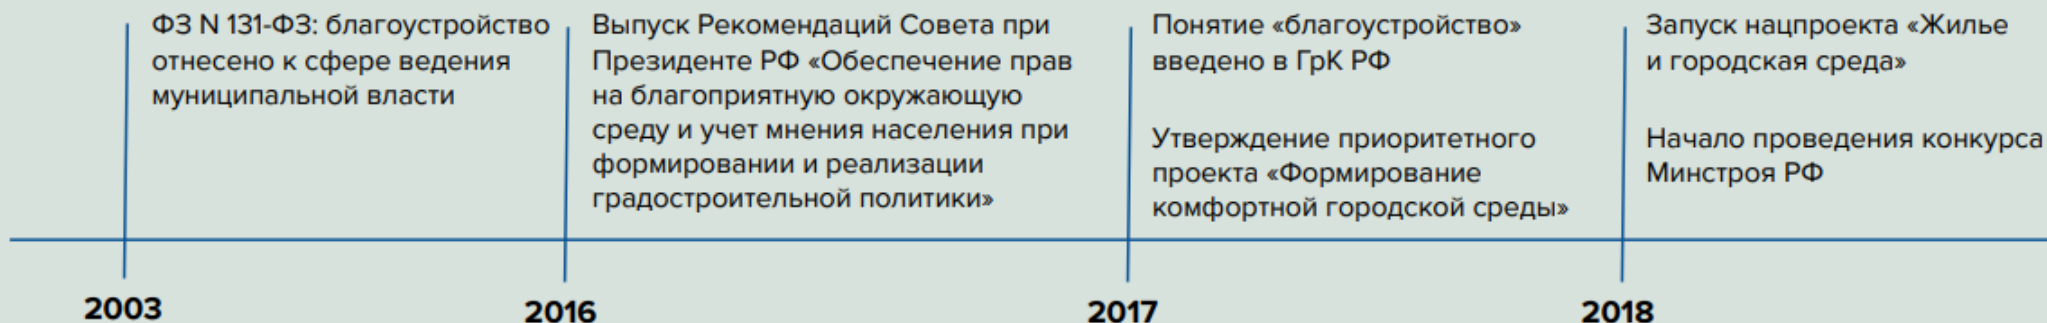 ФЗ N 131-ФЗ: благоустройство
отнесено к сфере ведения
муниципальной власти
Выпуск Рекомендаций Совета при
Президенте РФ «Обеспечение прав
на благоприятную окружающую
среду и учет мнения населения при
формировании и реализации
градостроительной политики»
Понятие «благоустройство»
введено в ГрК РФ
Утверждение приоритетного
проекта «Формирование
комфортной городской среды»
Запуск нацпроекта «Жилье
и городская среда»
Начало проведения конкурса
Минстроя РФ
2003
2016
2017
2018